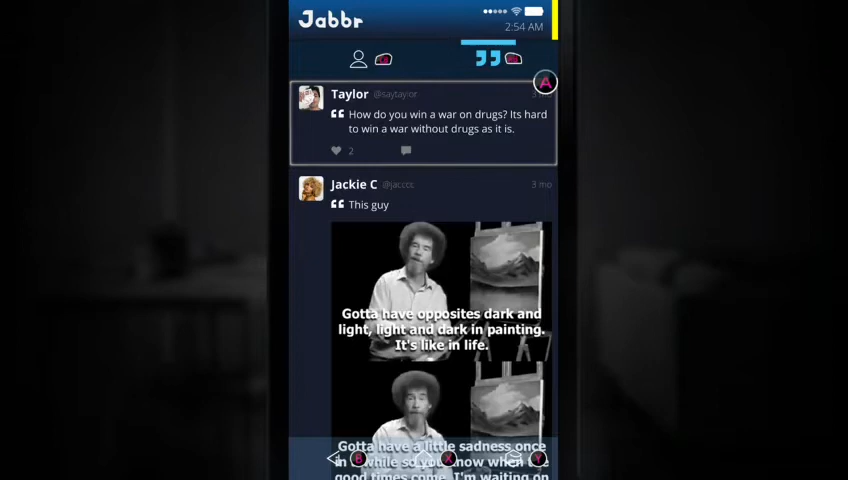 Jabbr
2:54 AM
Taylor @saytaylor
How do you win a war on drugs? Its hard
to win a war without drugs as it is.
2
A
Jackie C @jacccc 3 mo
This guy
Gotta have opposites dark and
light, light and dark in painting.
It's like in life.
Gotta have a little sadness once
in a while so you know when the
good times come. I'm waiting on
B X Y